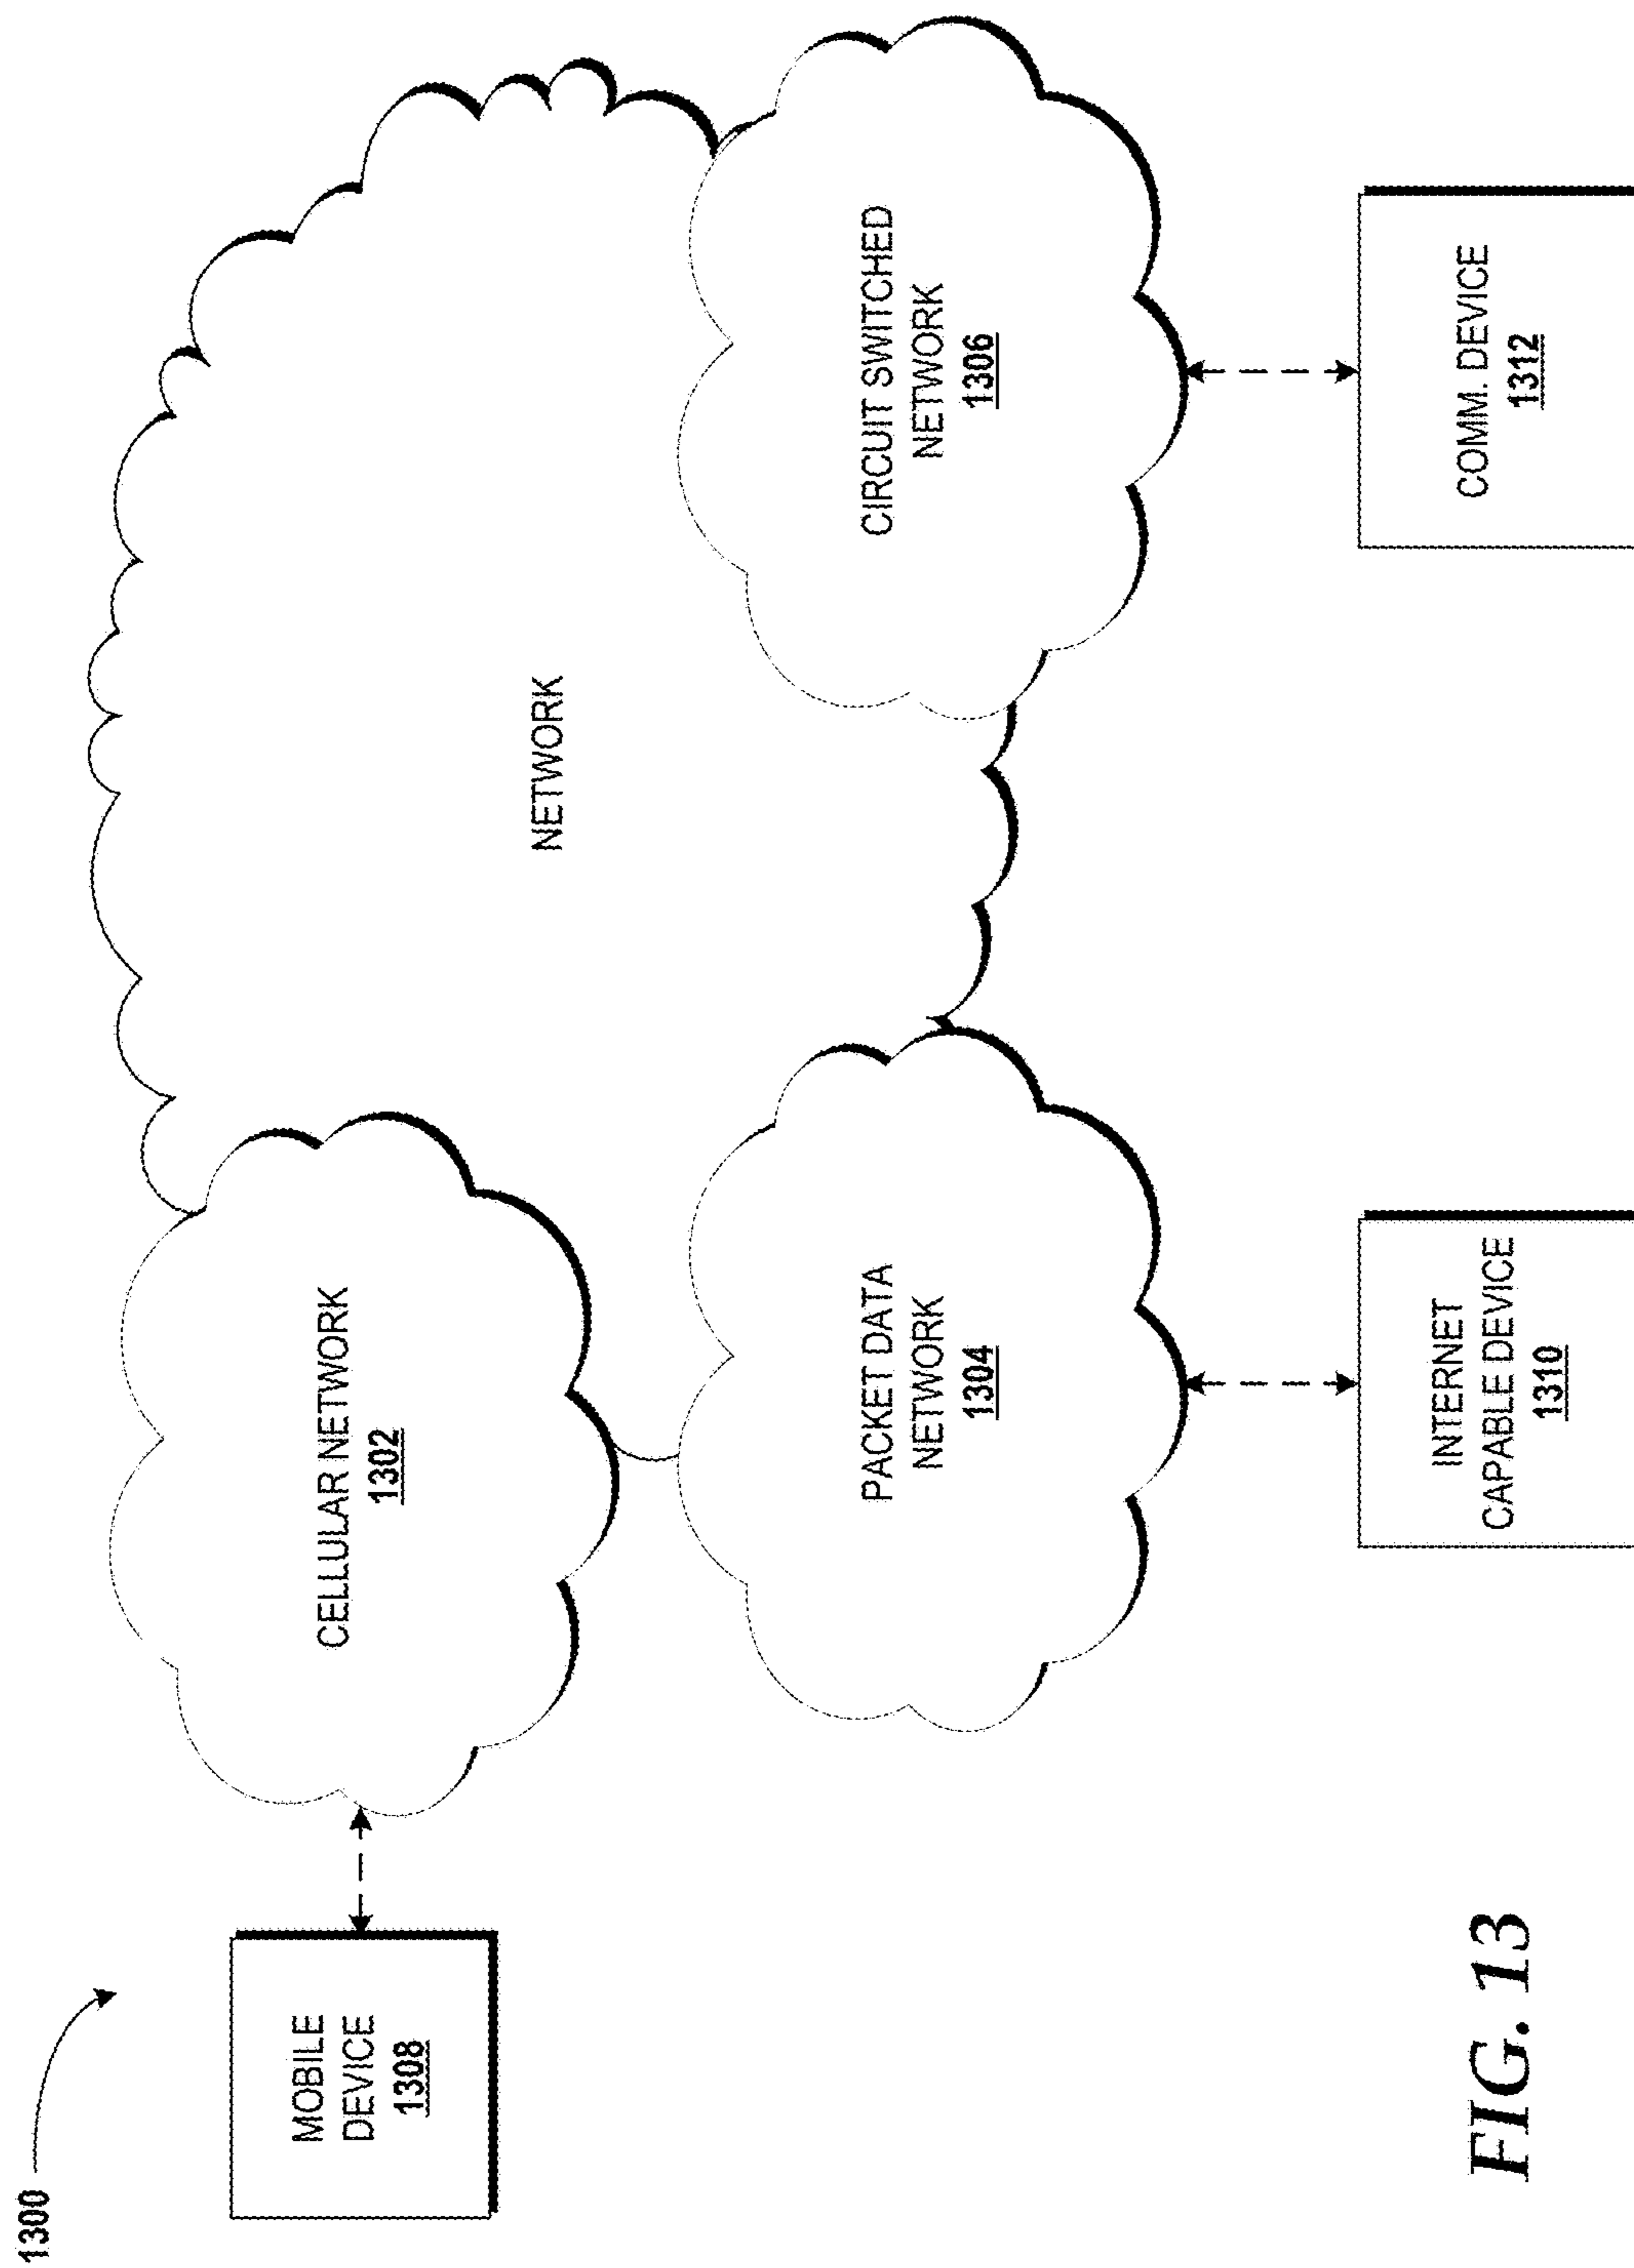 1300
MOBILE
DEVICE
1308
CELLULAR NETWORK
1302
NETWORK
PACKET DATA
NETWORK
1304
CIRCUIT SWITCHED
NETWORK
1306
INTERNET
CAPABLE DEVICE
1310
COMM. DEVICE
1312
FIG. 13